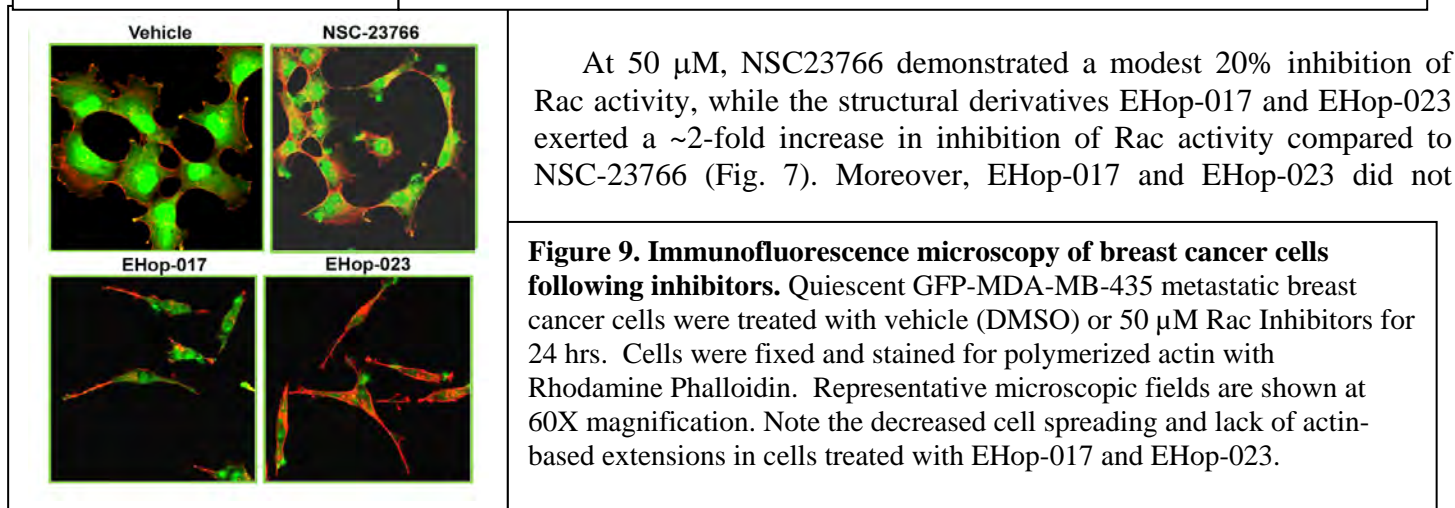 Vehicle
NSC-23766
EHop-017
EHop-023
At 50 μM, NSC23766 demonstrated a modest 20% inhibition of
Rac activity, while the structural derivatives EHop-017 and EHop-023
exerted a ~2-fold increase in inhibition of Rac activity compared to
NSC-23766 (Fig. 7). Moreover, EHop-017 and EHop-023 did not
Figure 9. Immunofluorescence microscopy of breast cancer cells
following inhibitors. Quiescent GFP-MDA-MB-435 metastatic breast
cancer cells were treated with vehicle (DMSO) or 50 μM Rac Inhibitors for
24 hrs. Cells were fixed and stained for polymerized actin with
Rhodamine Phalloidin. Representative microscopic fields are shown at
60X magnification. Note the decreased cell spreading and lack of actin-
based extensions in cells treated with EHop-017 and EHop-023.